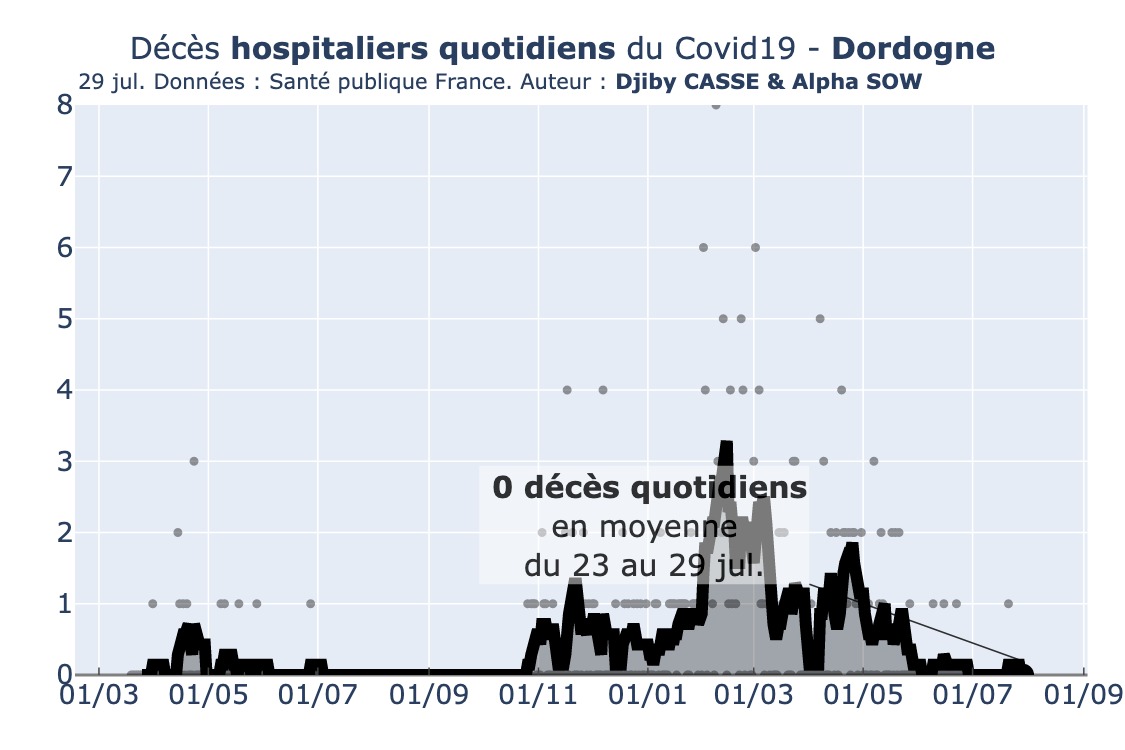 Décès hospitaliers quotidiens du Covid19 - Dordogne
29 jul. Données : Santé publique France. Auteur : Djiby CASSE & Alpha SOW
8
7
6
5
4
3
0 décès quotidiens
en moyenne
2
du 23 au 29 jul.
1
0
01/03 01/05 01/07 01/09 01/11 01/01 01/03 01/05 01/07 01/09